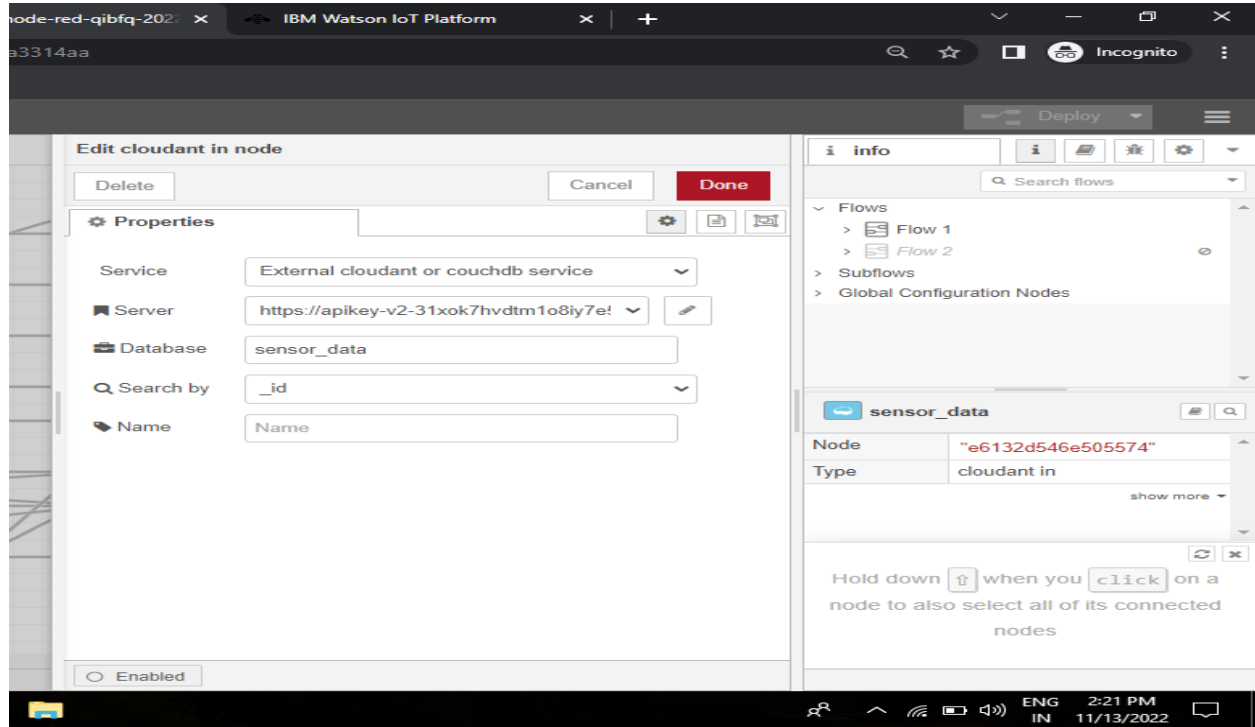 node-red-qibfq-2022 × IBM Watson IoT Platform × +
a3314aa Incognito
Deploy
Edit cloudant in node
Delete Cancel Done
Properties
Service External cloudant or couchdb service
Server https://apikey-v2-31xok7hvdtm1o8iy7e5
Database sensor_data
Search by _id
Name Name
Enabled
i info i
Search flows
Flows
Flow 1
Flow 2
Subflows
Global Configuration Nodes
sensor_data
Node "e6132d546e505574"
Type cloudant in
show more
Hold down ⇧ when you click on a
node to also select all of its connected
nodes
ENG 2:21 PM
IN 11/13/2022